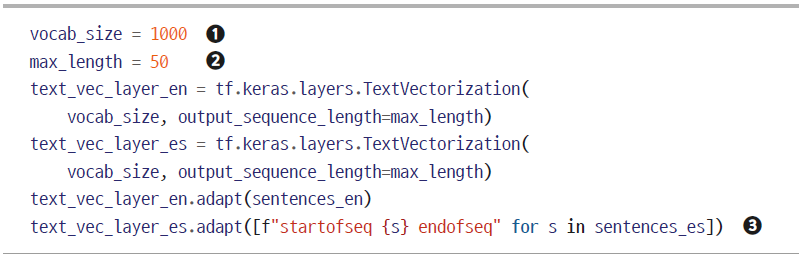 vocab_size = 1000 ❶
max_length = 50 ❷
text_vec_layer_en = tf.keras.layers.TextVectorization(
    vocab_size, output_sequence_length=max_length)
text_vec_layer_es = tf.keras.layers.TextVectorization(
    vocab_size, output_sequence_length=max_length)
text_vec_layer_en.adapt(sentences_en)
text_vec_layer_es.adapt([f"startofseq {s} endofseq" for s in sentences_es]) ❸